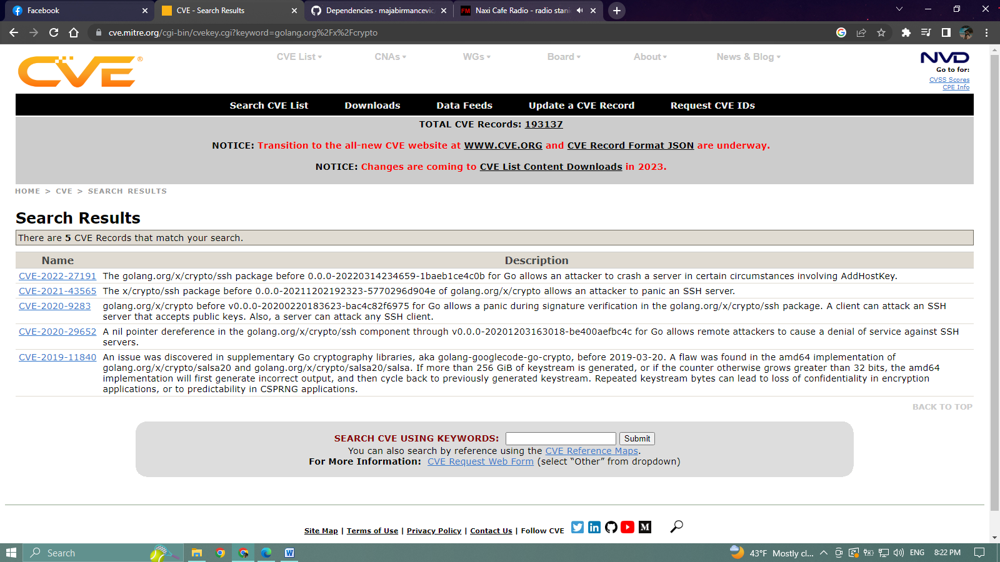 Facebook
CVE - Search Results
Dependencies · majabirmancevic
Naxi Cafe Radio - radio stani
cve.mitre.org/cgi-bin/cvekey.cgi?keyword=golang.org%2Fx%2Fcrypto
CVE®
CVE List CNAs WGs Board About News & Blog
NVD
Go to for:
CVSS Scores
CPE Info
Search CVE List Downloads Data Feeds Update a CVE Record Request CVE IDs
TOTAL CVE Records: 193137
NOTICE: Transition to the all-new CVE website at WWW.CVE.ORG and CVE Record Format JSON are underway.
NOTICE: Changes are coming to CVE List Content Downloads in 2023.
HOME > CVE > SEARCH RESULTS
Search Results
There are 5 CVE Records that match your search.
Name Description
CVE-2022-27191 The golang.org/x/crypto/ssh package before 0.0.0-20220314234659-1baeb1ce4c0b for Go allows an attacker to crash a server in certain circumstances involving AddHostKey.
CVE-2021-43565 The x/crypto/ssh package before 0.0.0-20211202192323-5770296d904e of golang.org/x/crypto allows an attacker to panic an SSH server.
CVE-2020-9283 golang.org/x/crypto before v0.0.0-20200220183623-bac4c82f6975 for Go allows a panic during signature verification in the golang.org/x/crypto/ssh package. A client can attack an SSH
server that accepts public keys. Also, a server can attack any SSH client.
CVE-2020-29652 A nil pointer dereference in the golang.org/x/crypto/ssh component through v0.0.0-20201203163018-be400aefbc4c for Go allows remote attackers to cause a denial of service against SSH
servers.
CVE-2019-11840 An issue was discovered in supplementary Go cryptography libraries, aka golang-googlecode-go-crypto, before 2019-03-20. A flaw was found in the amd64 implementation of
golang.org/x/crypto/salsa20 and golang.org/x/crypto/salsa20/salsa. If more than 256 GiB of keystream is generated, or if the counter otherwise grows greater than 32 bits, the amd64
implementation will first generate incorrect output, and then cycle back to previously generated keystream. Repeated keystream bytes can lead to loss of confidentiality in encryption
applications, or to predictability in CSPRNG applications.
BACK TO TOP
SEARCH CVE USING KEYWORDS: Submit
You can also search by reference using the CVE Reference Maps.
For More Information: CVE Request Web Form (select “Other” from dropdown)
Site Map | Terms of Use | Privacy Policy | Contact Us | Follow CVE
Search
43°F Mostly cl... ENG 8:22 PM